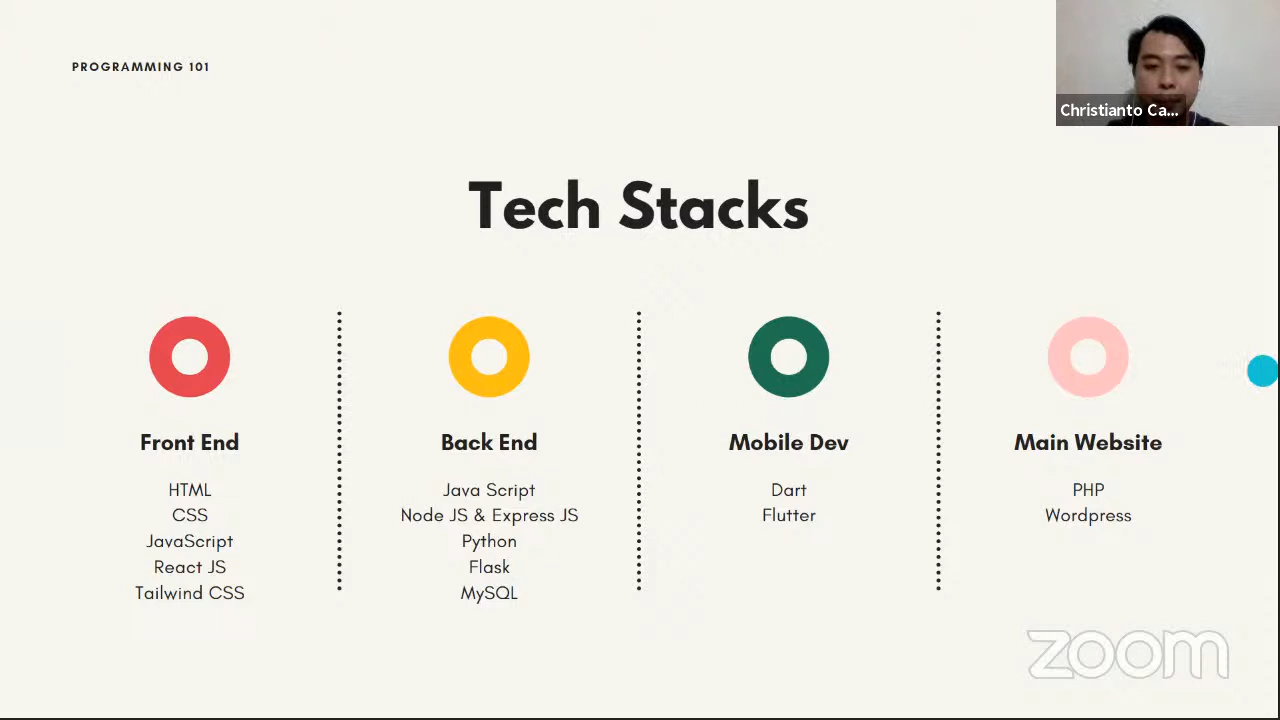 PROGRAMMING 101
Christianto Ca...
Tech Stacks
Front End
HTML
CSS
JavaScript
React JS
Tailwind CSS
Back End
Java Script
Node JS & Express JS
Python
Flask
MySQL
Mobile Dev
Dart
Flutter
Main Website
PHP
Wordpress
zoom